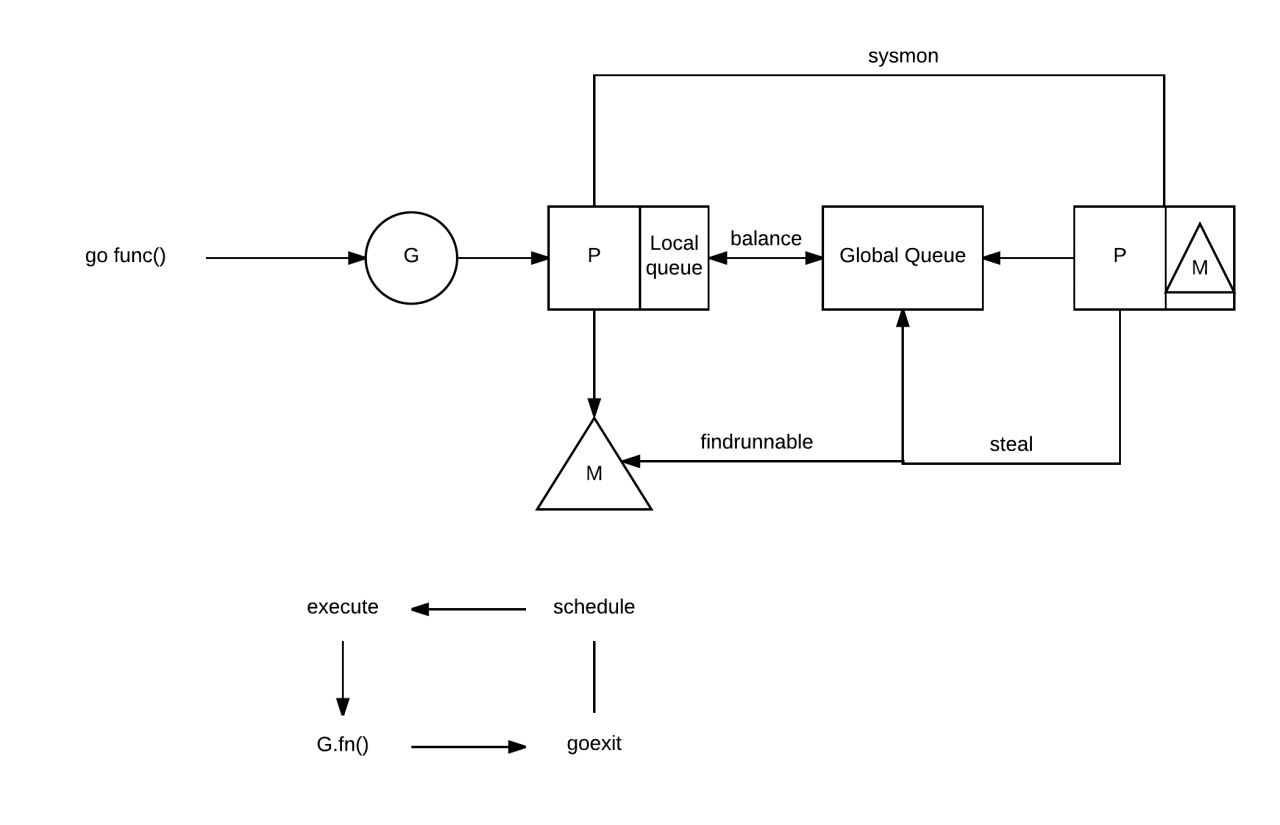 sysmon
go func()
G
P
Local
queue
balance
Global Queue
P
M
findrunnable
steal
M
execute
schedule
G.fn()
goexit